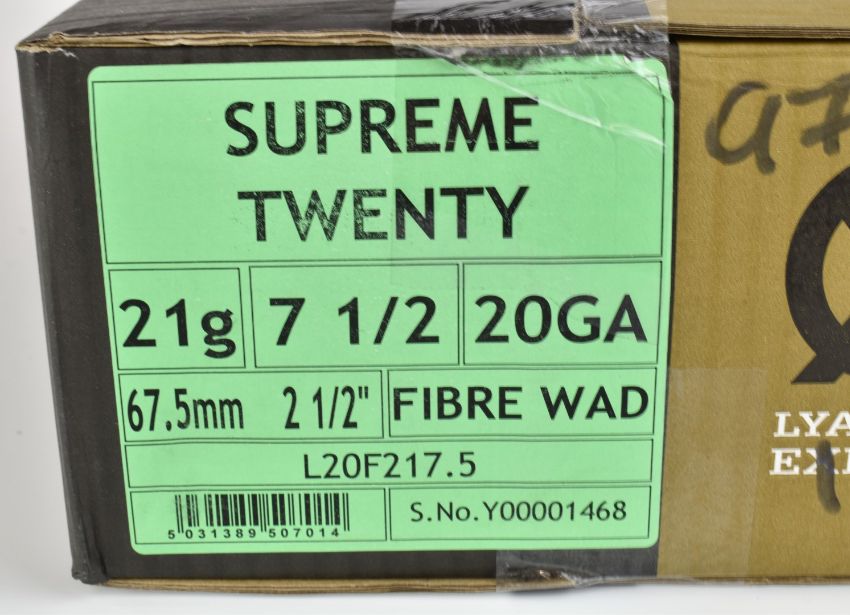 SUPREME
TWENTY
21g 7 1/2 20GA
67.5mm 2 1/2" FIBRE WAD
L20F217.5
5 031389 507014
S.No.Y00001468